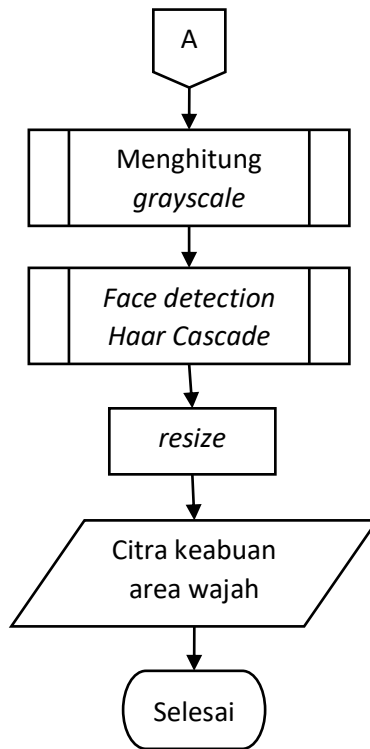 A
Menghitung
grayscale
Face detection
Haar Cascade
resize
Citra keabuan
area wajah
Selesai